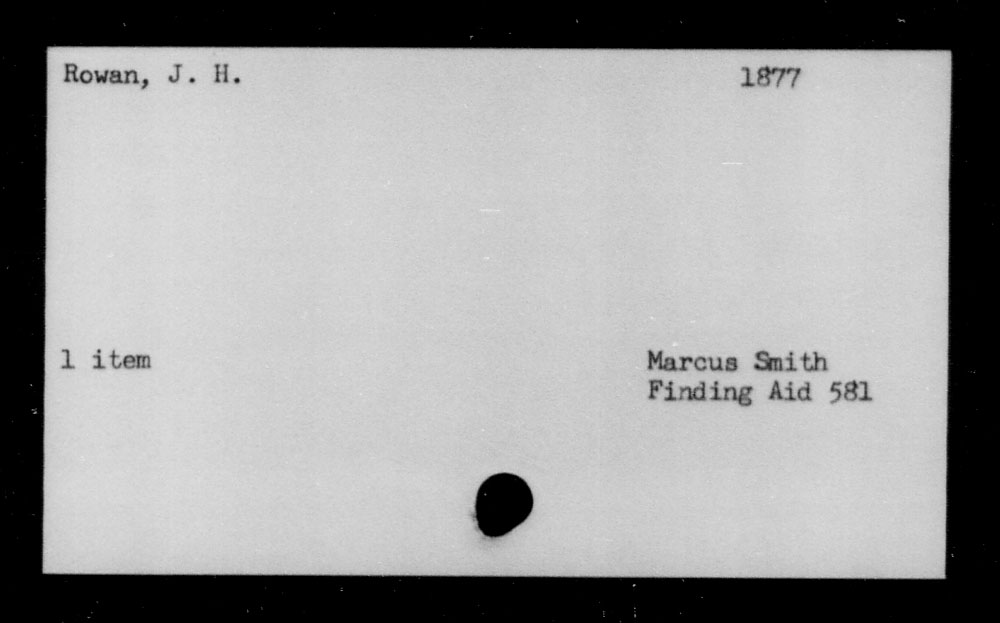 Rowan, J. H. 1877
1 item
Marcus Smith
Finding Aid 581